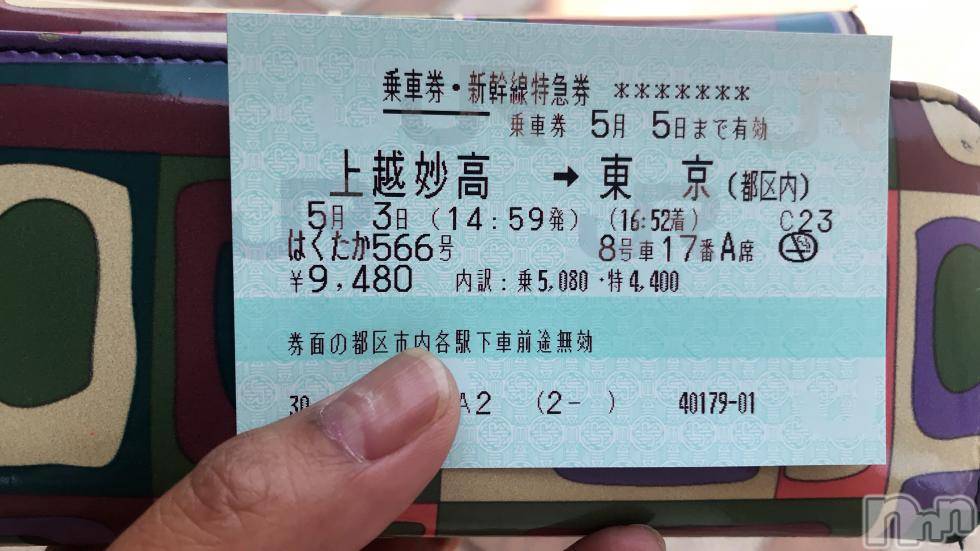 乗車券・新幹線特急券 *******
乗車券 5月 5日まで有効
上越妙高 → 東 京 (都区内)
5月 3日 (14:59発) (16:52着) C23
はくたか566号 8号車17番A席
¥9,480 内訳:乗5,080・特4,400
券面の都区市内各駅下車前途無効
30 A2 (2- ) 40179-01